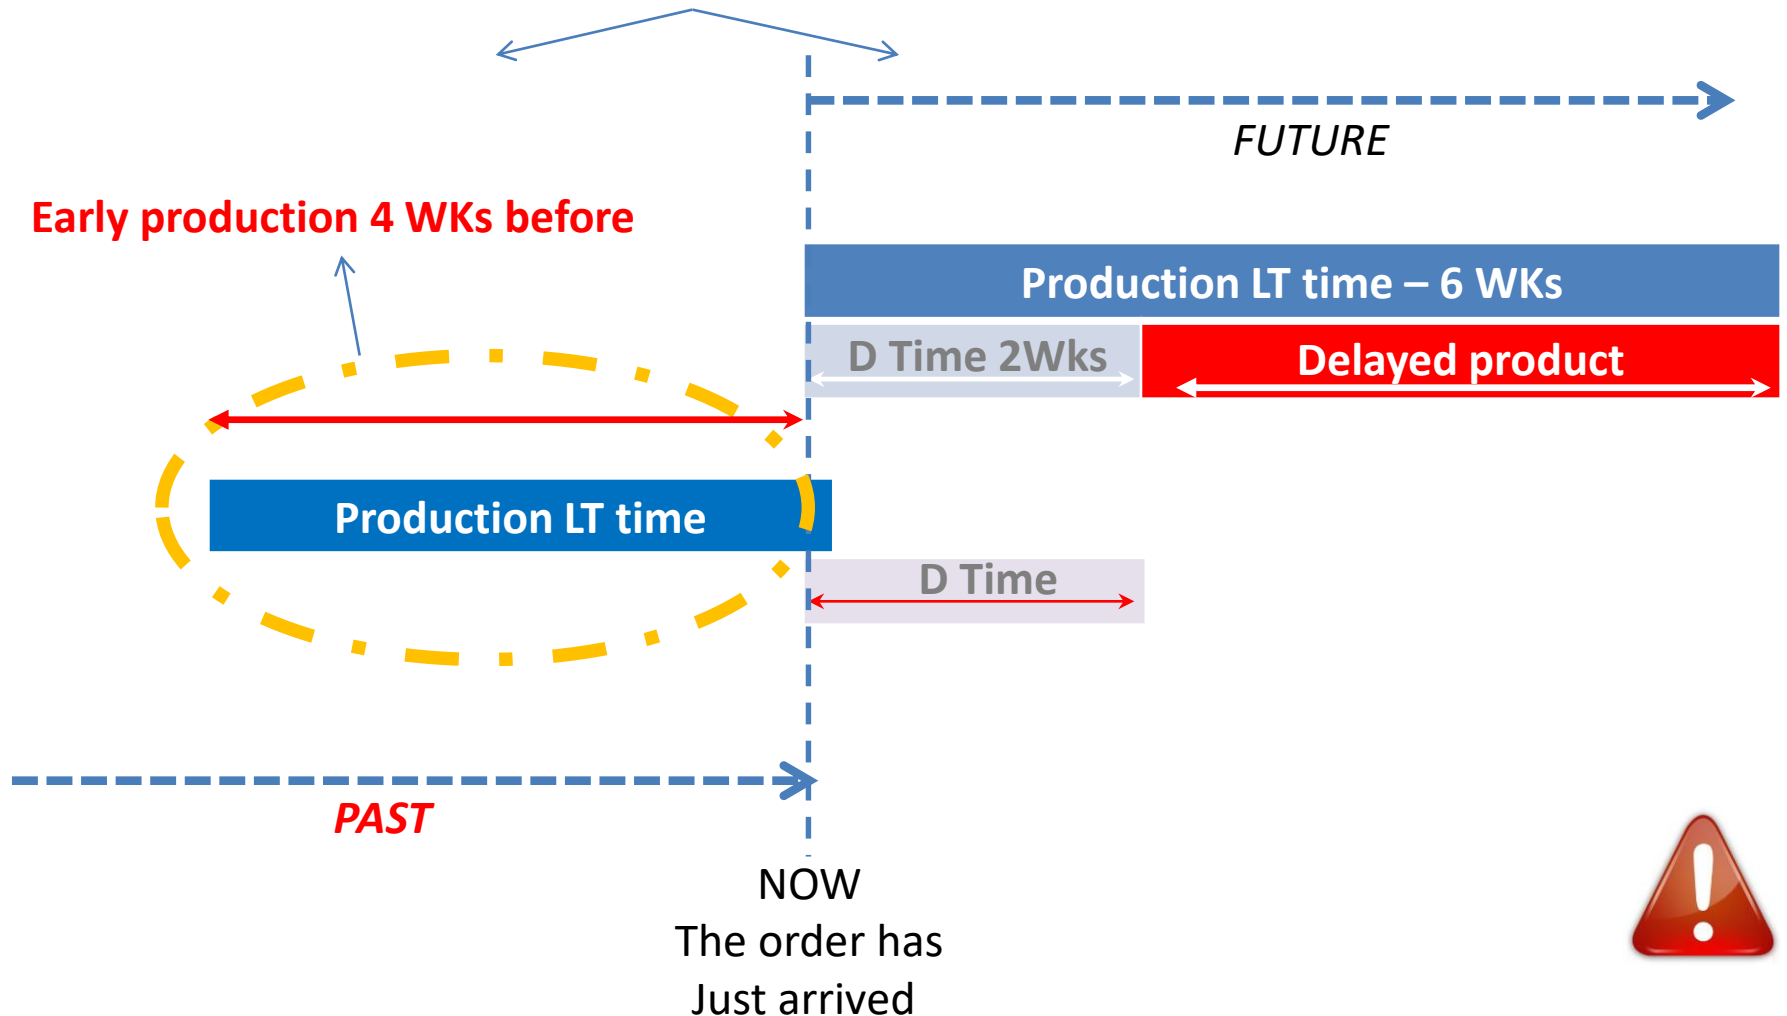 FUTURE
Early production 4 WKs before
Production LT time – 6 WKs
D Time 2Wks
Delayed product
Production LT time
D Time
PAST
NOW
The order has
Just arrived